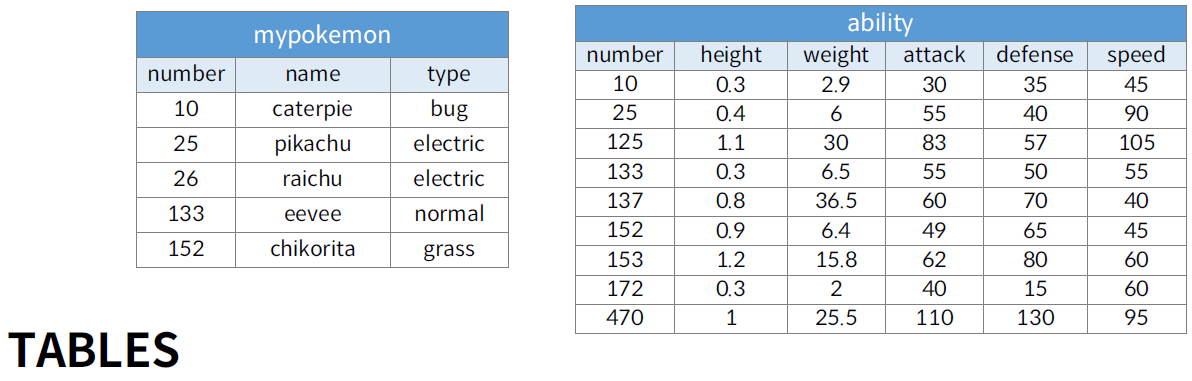 mypokemon
number name type
10 caterpie bug
25 pikachu electric
26 raichu electric
133 eevee normal
152 chikorita grass
ability
number height weight attack defense speed
10 0.3 2.9 30 35 45
25 0.4 6 55 40 90
125 1.1 30 83 57 105
133 0.3 6.5 55 50 55
137 0.8 36.5 60 70 40
152 0.9 6.4 49 65 45
153 1.2 15.8 62 80 60
172 0.3 2 40 15 60
470 1 25.5 110 130 95
TABLES